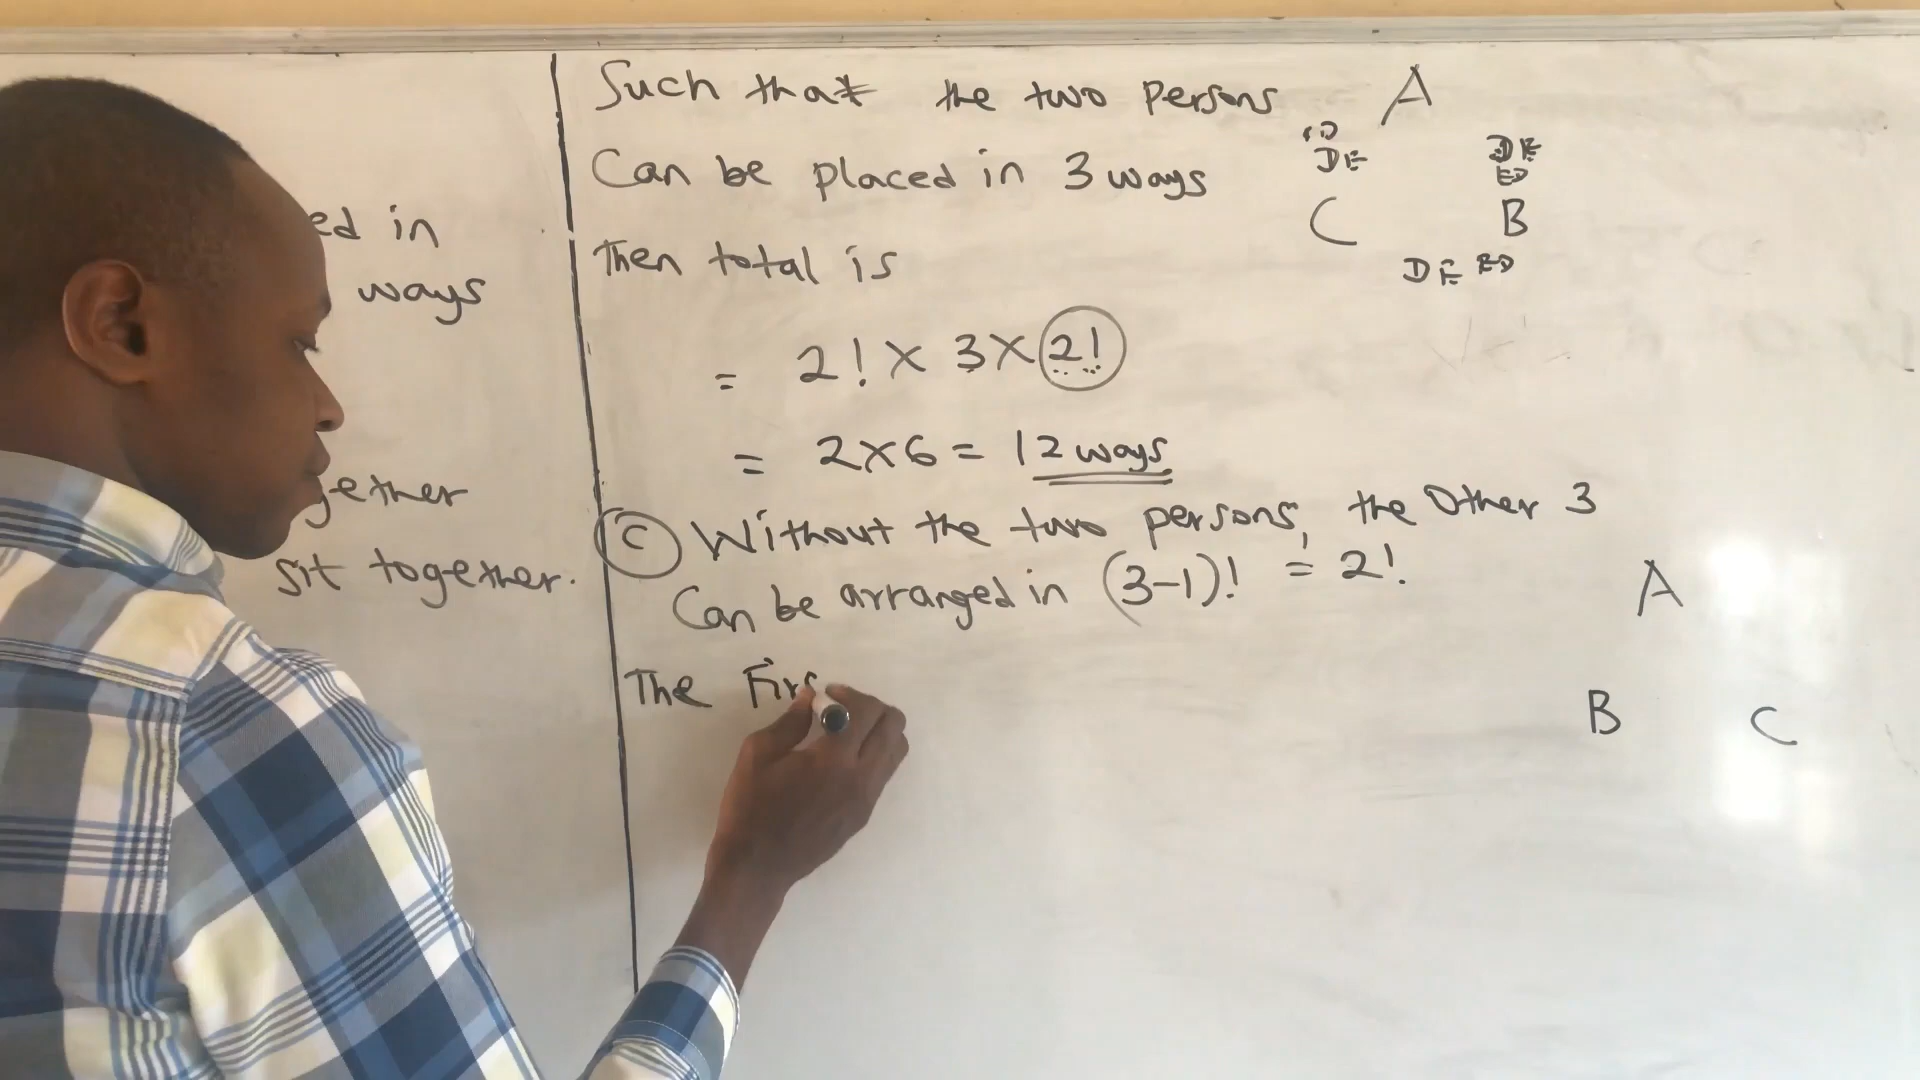 ed in
ways
gether
sit together.
Such that the two persons
Can be placed in 3 ways
Then total is
= 2! × 3 × 2!
= 2×6 = 12 ways
A
DE
DE
ED
C B
DE ED
(C) Without the two persons, the Other 3
Can be arranged in (3-1)! = 2!.
The Firs
A
B C